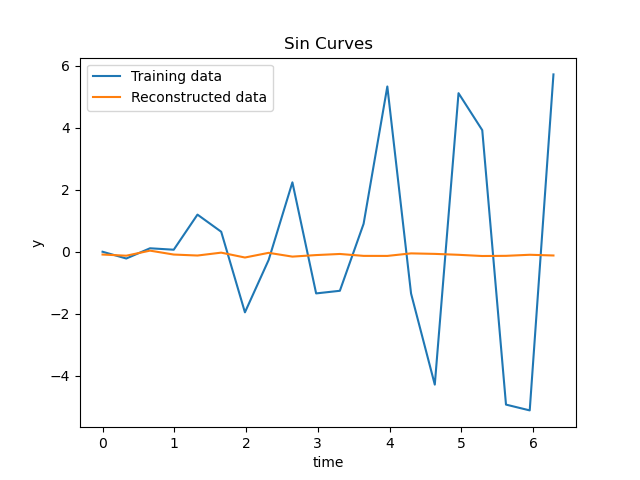 Sin Curves
Training data
Reconstructed data
y
6
4
2
0
−2
−4
0 1 2 3 4 5 6
time